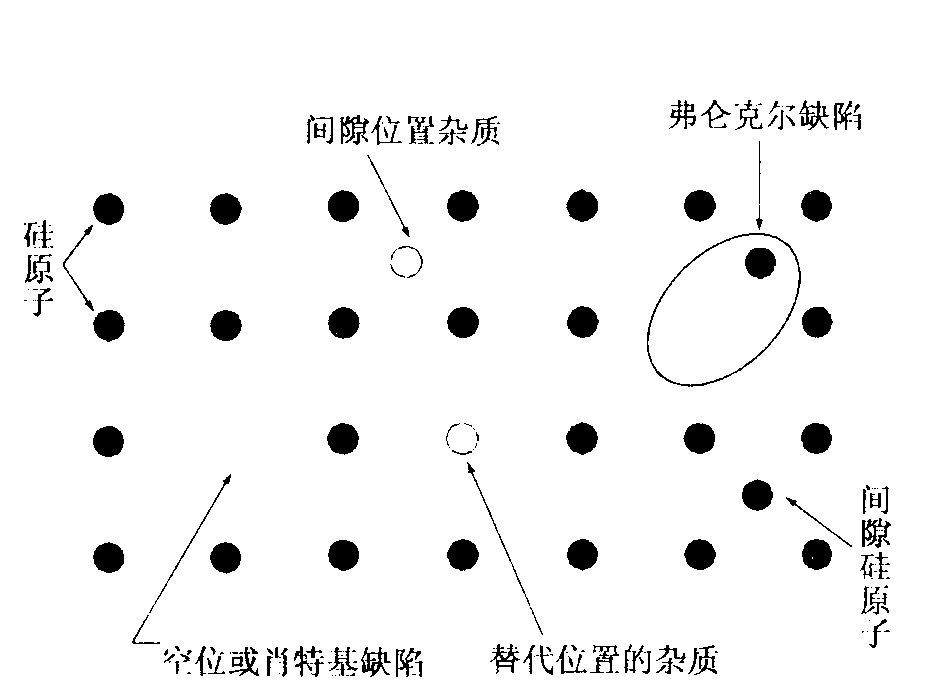 弗仑克尔缺陷
间隙位置杂质
硅原子
间隙硅原子
空位或肖特基缺陷
替代位置的杂质